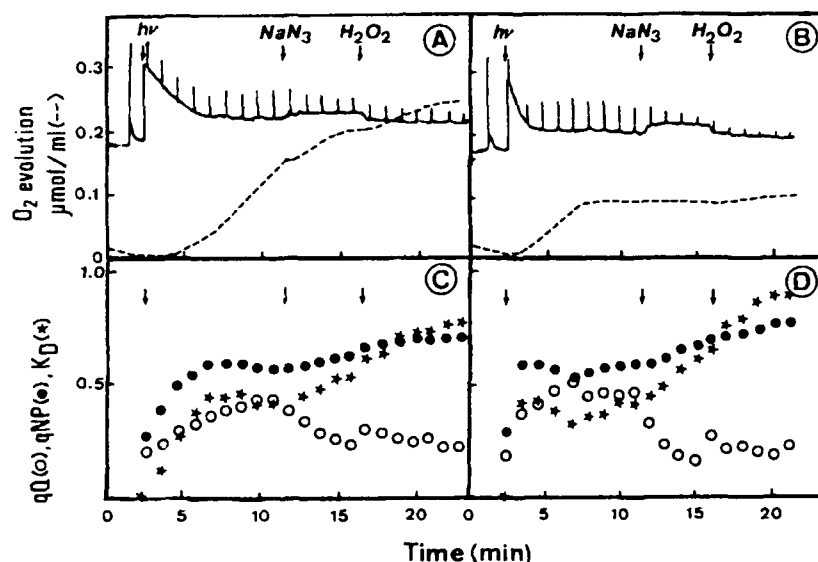 hν NaN₃ H₂O₂ A
hν NaN₃ H₂O₂ B
O₂ evolution
μmol/ml(--)
0.3
0.2
0.1
0
C
D
1.0
0.5
qQ(○), qNP(●), K_D(★)
0 5 10 15 20
5 10 15 20
Time (min)